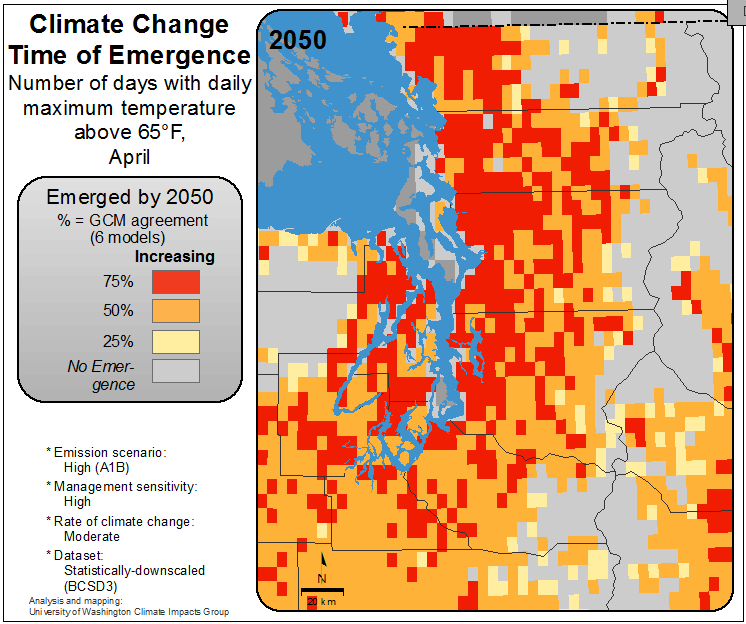 Climate Change
Time of Emergence
Number of days with daily
maximum temperature
above 65°F,
April
Emerged by 2050
% = GCM agreement
(6 models)
Increasing
75%
50%
25%
No Emer-
gence
* Emission scenario:
High (A1B)
* Management sensitivity:
High
* Rate of climate change:
Moderate
* Dataset:
Statistically-downscaled
(BCSD3)
Analysis and mapping:
University of Washington Climate Impacts Group
2050
N
20 km